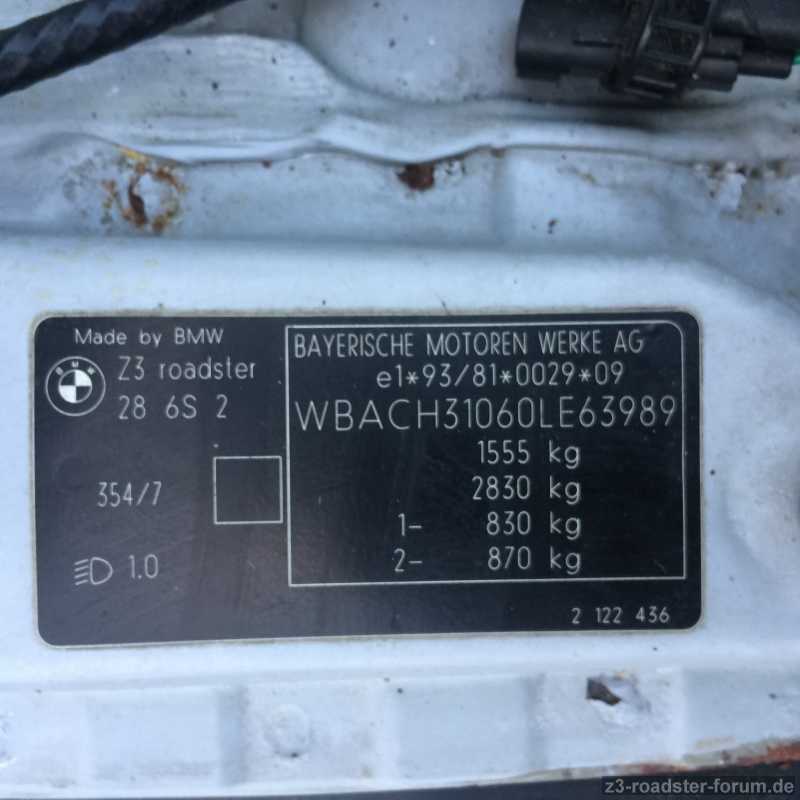 Made by BMW
BMW
Z3 roadster
28 6S 2
354/7
1.0
BAYERISCHE MOTOREN WERKE AG
e1*93/81*0029*09
WBACH31060LE63989
1555 kg
2830 kg
1- 830 kg
2- 870 kg
2 122 436
z3-roadster-forum.de